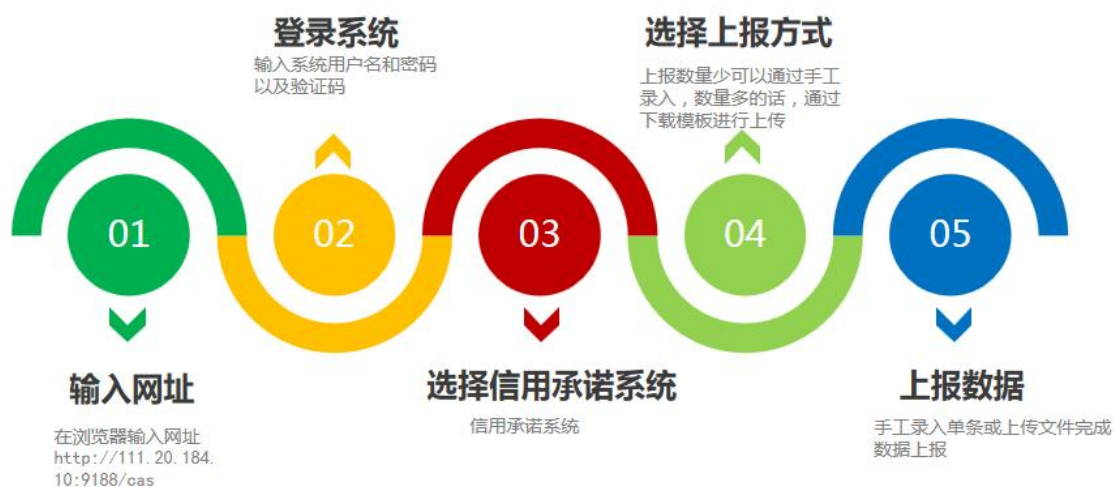 登录系统
输入系统用户名和密码
以及验证码
选择上报方式
上报数量少可以通过手工
录入，数量多的话，通过
下载模板进行上传
01
02
03
04
05
输入网址
在浏览器输入网址
http://111.20.184.
10:9188/cas
选择信用承诺系统
信用承诺系统
上报数据
手工录入单条或上传文件完成
数据上报